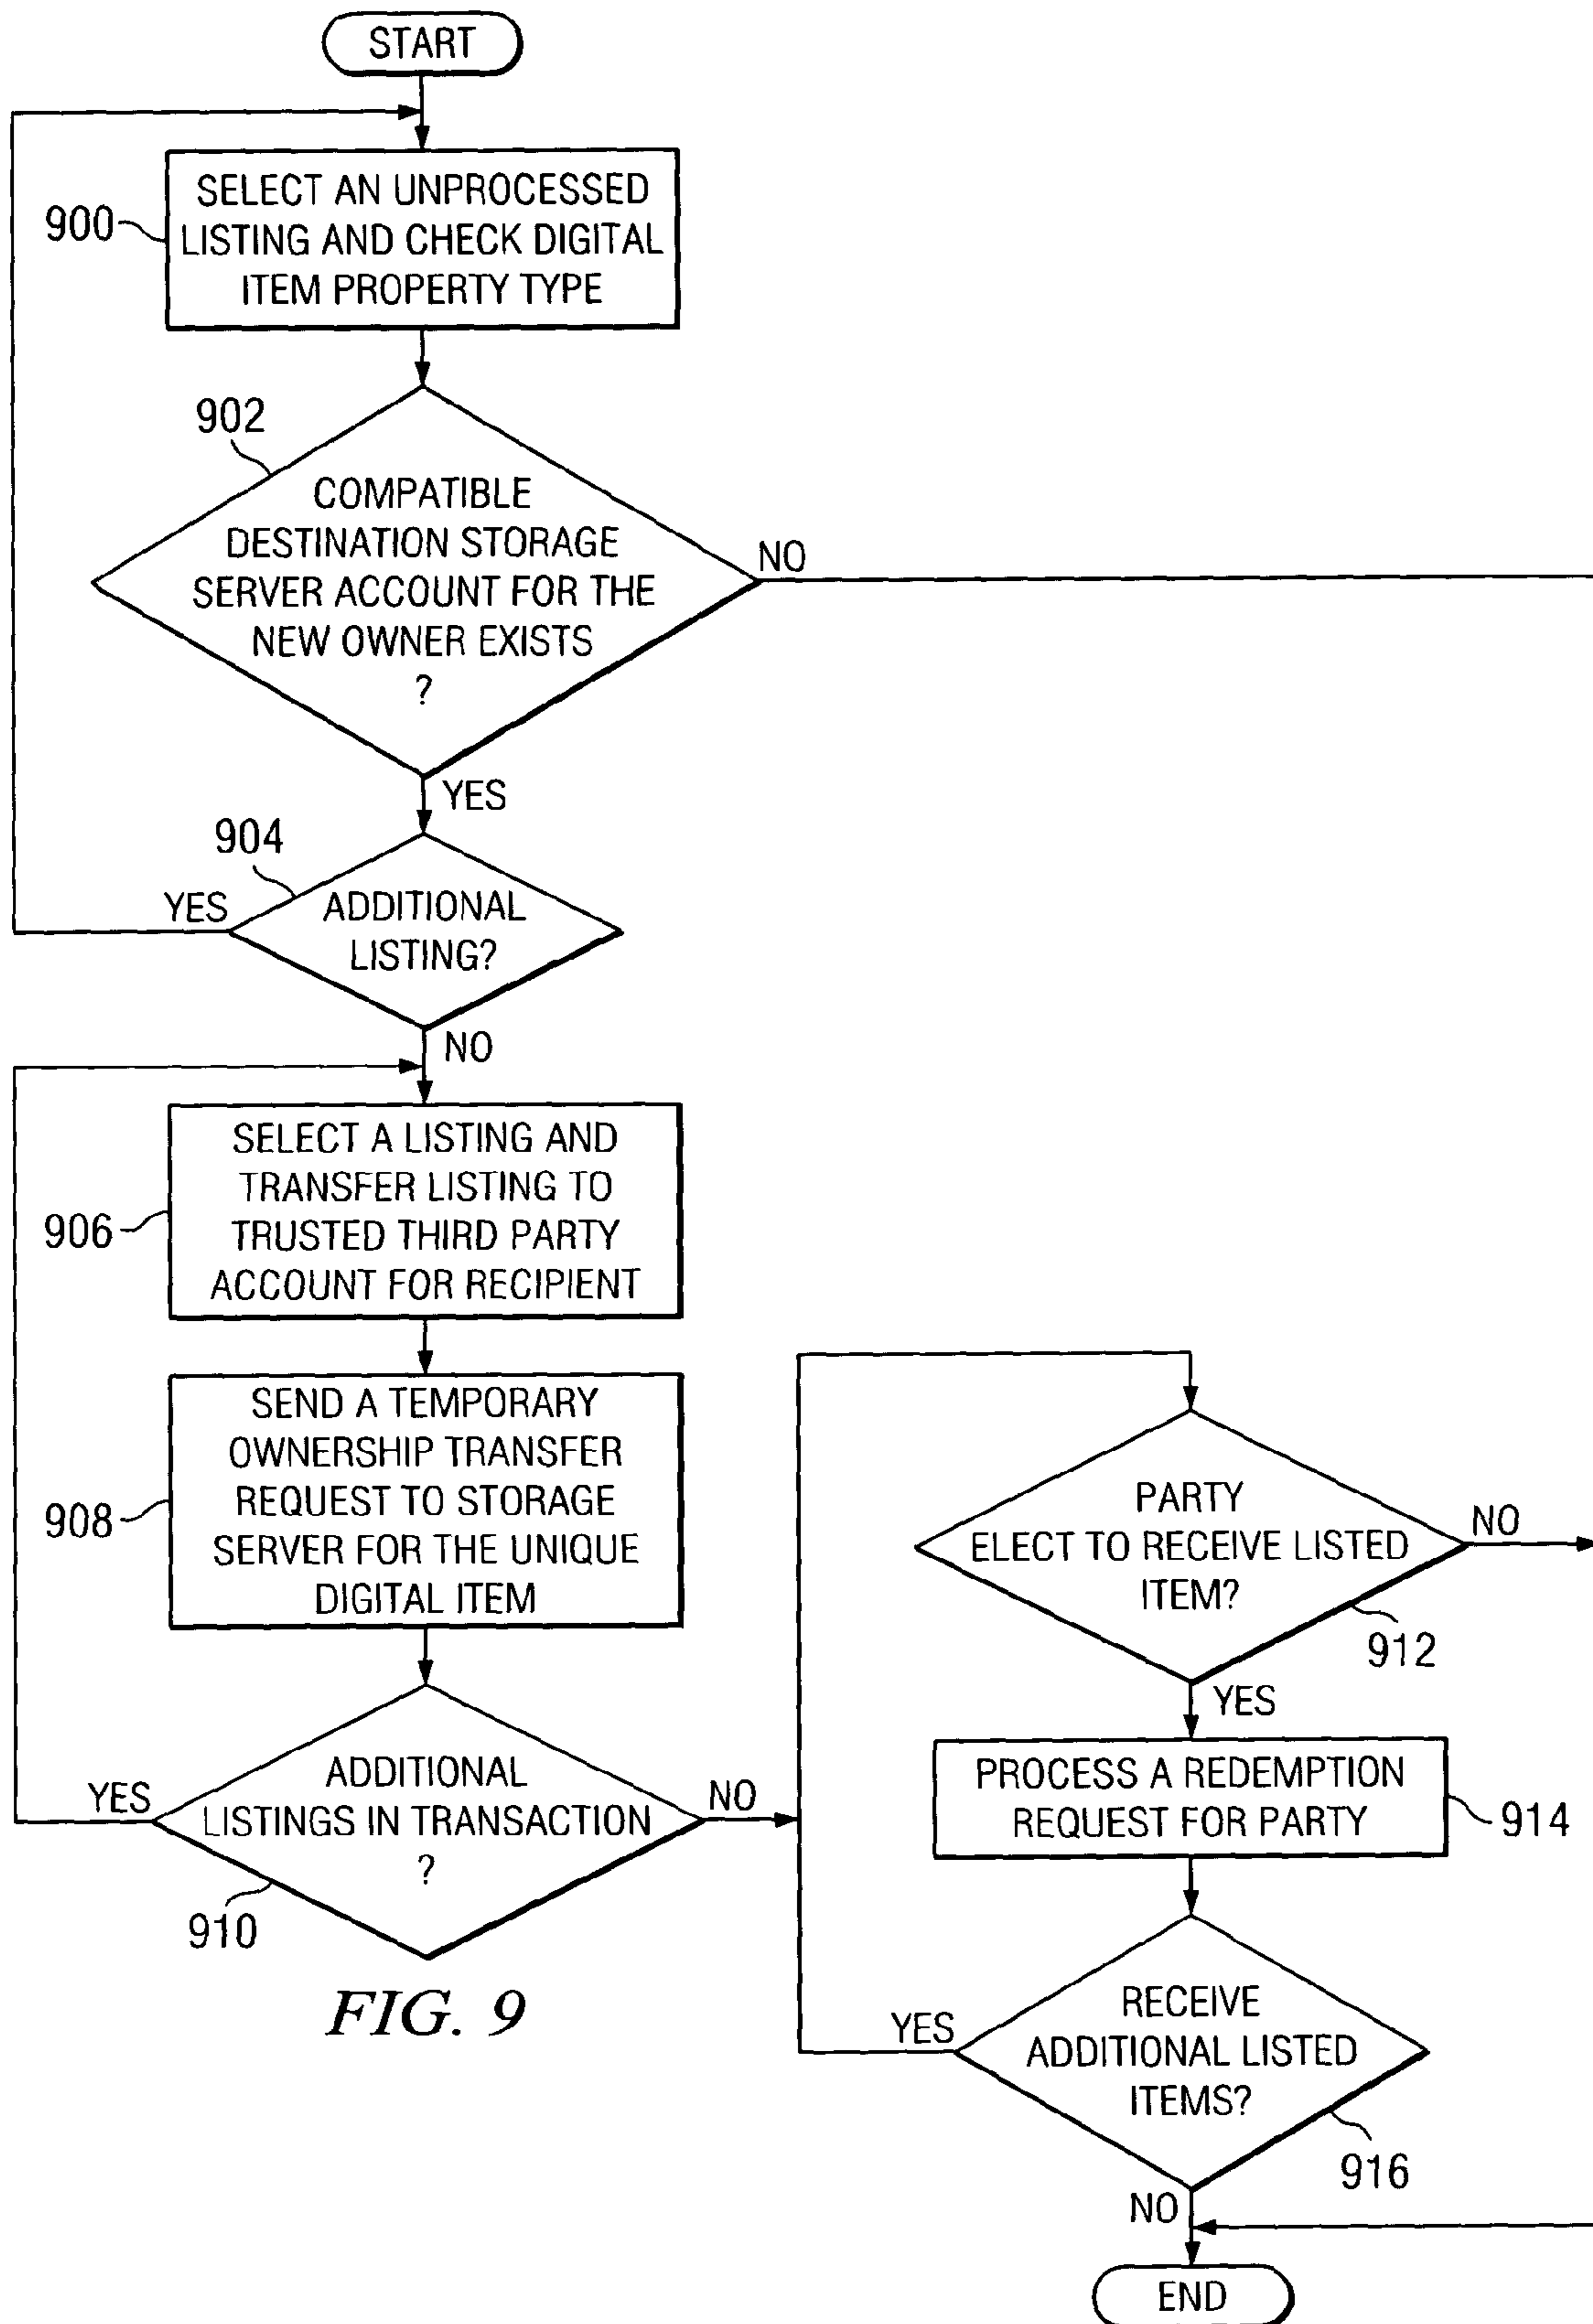 START
900
SELECT AN UNPROCESSED
LISTING AND CHECK DIGITAL
ITEM PROPERTY TYPE
902
COMPATIBLE
DESTINATION STORAGE
SERVER ACCOUNT FOR THE
NEW OWNER EXISTS
?
NO
YES
904
ADDITIONAL
LISTING?
YES
NO
906
SELECT A LISTING AND
TRANSFER LISTING TO
TRUSTED THIRD PARTY
ACCOUNT FOR RECIPIENT
908
SEND A TEMPORARY
OWNERSHIP TRANSFER
REQUEST TO STORAGE
SERVER FOR THE UNIQUE
DIGITAL ITEM
YES
ADDITIONAL
LISTINGS IN TRANSACTION
?
NO
910
PARTY
ELECT TO RECEIVE LISTED
ITEM?
NO
912
YES
PROCESS A REDEMPTION
REQUEST FOR PARTY
914
YES
RECEIVE
ADDITIONAL LISTED
ITEMS?
916
NO
END
FIG. 9